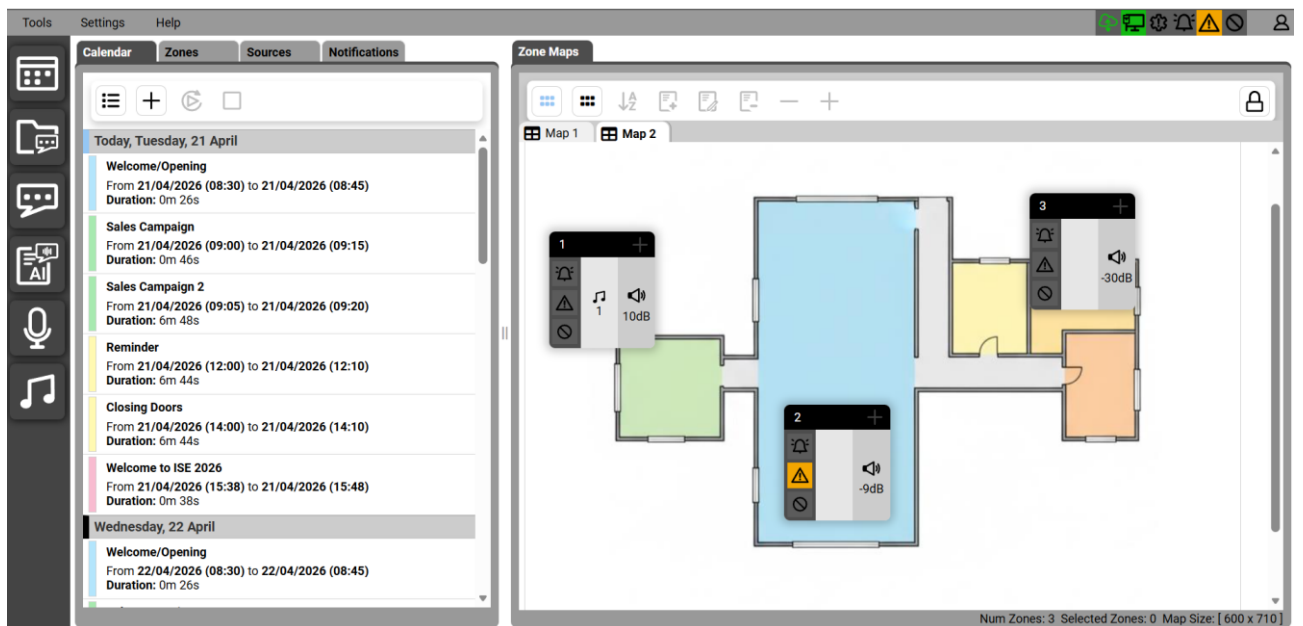 Tools Settings Help
Calendar Zones Sources Notifications
Zone Maps
AI
Today, Tuesday, 21 April
Welcome/Opening
From 21/04/2026 (08:30) to 21/04/2026 (08:45)
Duration: 0m 26s
Sales Campaign
From 21/04/2026 (09:00) to 21/04/2026 (09:15)
Duration: 0m 46s
Sales Campaign 2
From 21/04/2026 (09:05) to 21/04/2026 (09:20)
Duration: 6m 48s
Reminder
From 21/04/2026 (12:00) to 21/04/2026 (12:10)
Duration: 6m 44s
Closing Doors
From 21/04/2026 (14:00) to 21/04/2026 (14:10)
Duration: 6m 44s
Welcome to ISE 2026
From 21/04/2026 (15:38) to 21/04/2026 (15:48)
Duration: 0m 38s
Wednesday, 22 April
Welcome/Opening
From 22/04/2026 (08:30) to 22/04/2026 (08:45)
Duration: 0m 26s
A
Z
Map 1 Map 2
1
1
10dB
2
-9dB
3
-30dB
Num Zones: 3 Selected Zones: 0 Map Size: [ 600 x 710 ]